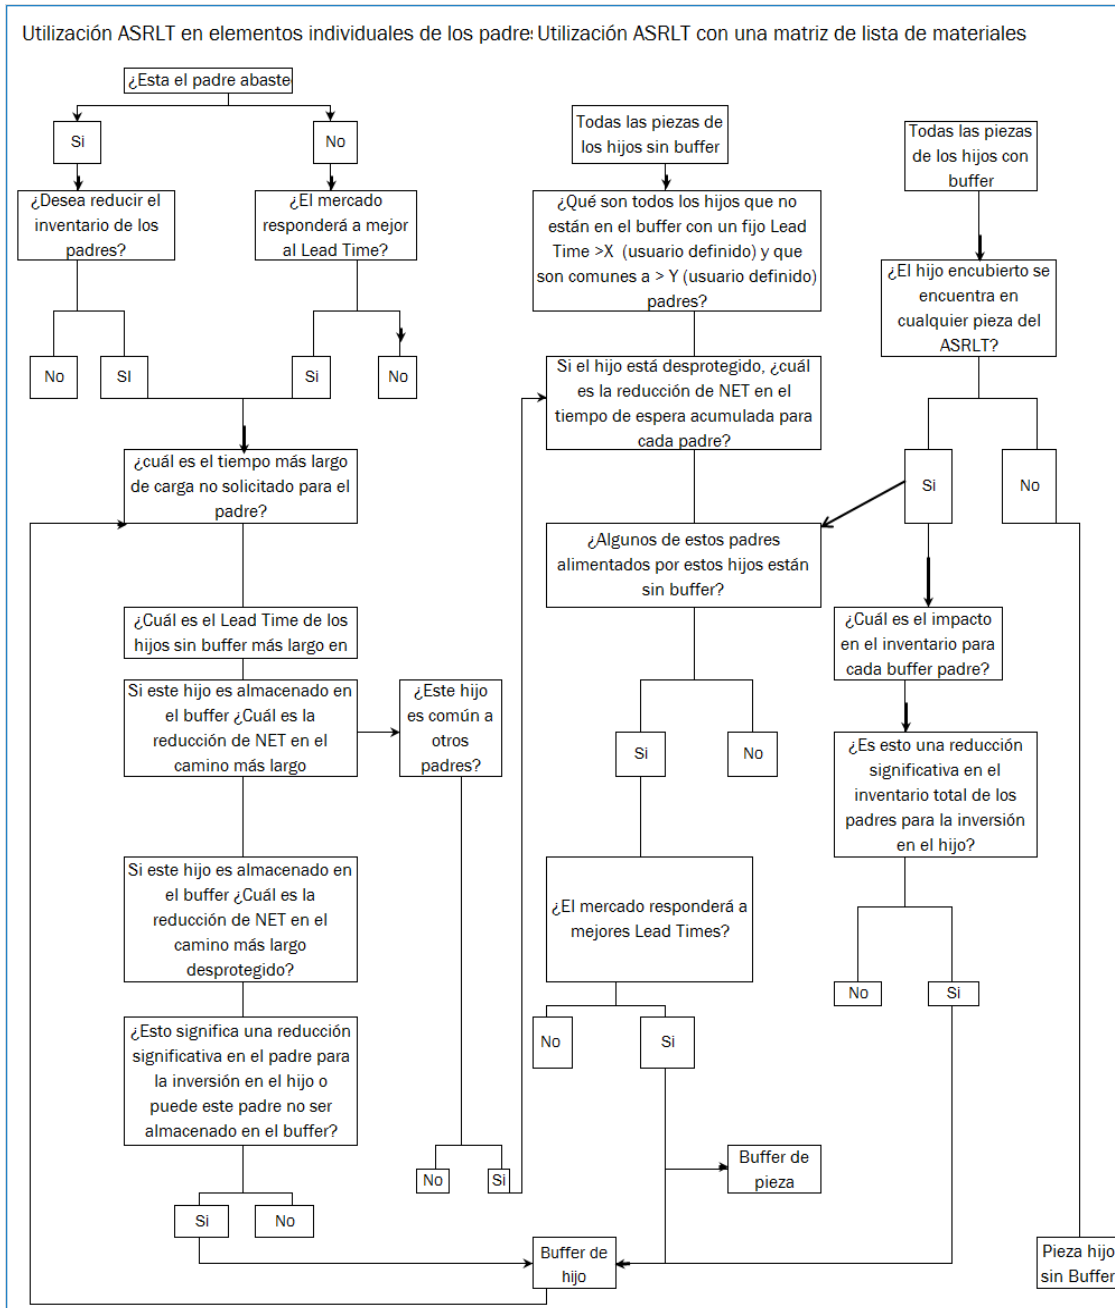 Utilización ASRLT en elementos individuales de los padre
Utilización ASRLT con una matriz de lista de materiales
¿Esta el padre abaste
Si
No
¿Desea reducir el
inventario de los
padres?
¿El mercado
responderá a mejor
al Lead Time?
No
SI
Si
No
¿cuál es el tiempo más largo
de carga no solicitado para el
padre?
¿Cuál es el Lead Time de los
hijos sin buffer más largo en
Si este hijo es almacenado en
el buffer ¿Cuál es la
reducción de NET en el
camino más largo
¿Este hijo
es común a
otros
padres?
Si este hijo es almacenado en
el buffer ¿Cuál es la
reducción de NET en el
camino más largo
desprotegido?
¿Esto significa una reducción
significativa en el padre para
la inversión en el hijo o
puede este padre no ser
almacenado en el buffer?
No
Si
Si
No
Todas las piezas de
los hijos sin buffer
¿Qué son todos los hijos que no
están en el buffer con un fijo Lead
Time >X (usuario definido) y que
son comunes a > Y (usuario definido)
padres?
Si el hijo está desprotegido, ¿cuál
es la reducción de NET en el
tiempo de espera acumulada para
cada padre?
¿Algunos de estos padres
alimentados por estos hijos están
sin buffer?
Si
No
¿El mercado responderá a
mejores Lead Times?
No
Si
Buffer de
pieza
Buffer de
hijo
Todas las piezas
de los hijos con
buffer
¿El hijo encubierto se
encuentra en
cualquier pieza del
ASRLT?
Si
No
¿Cuál es el impacto
en el inventario para
cada buffer padre?
¿Es esto una reducción
significativa en el
inventario total de los
padres para la inversión
en el hijo?
No
Si
Pieza hijo
sin Buffer